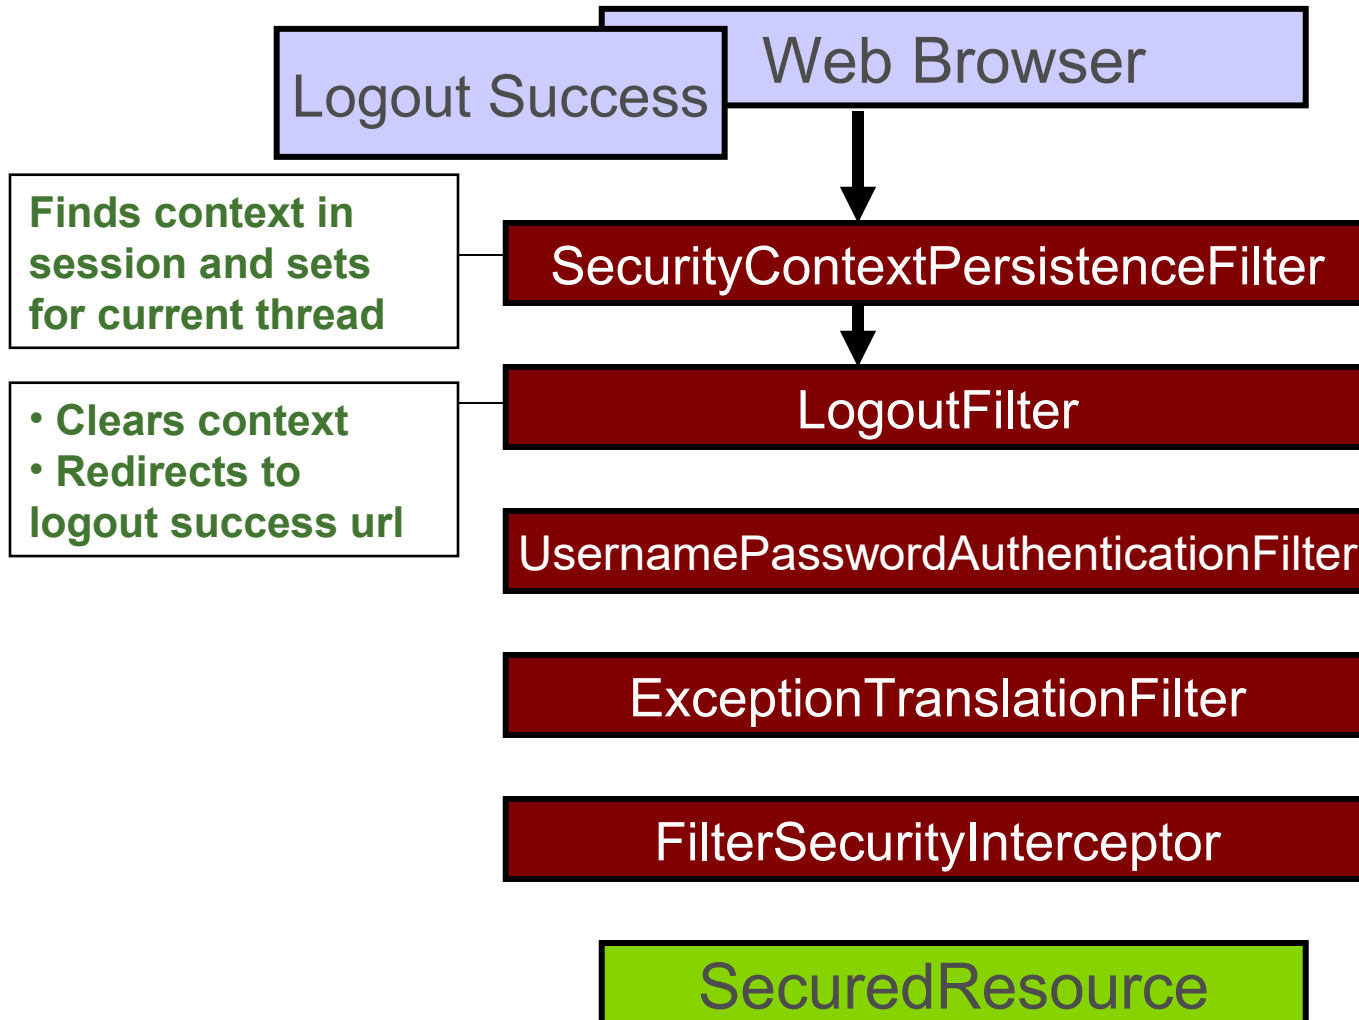 Web Browser
Logout Success
Finds context in
session and sets
for current thread
SecurityContextPersistenceFilter
• Clears context
• Redirects to
logout success url
LogoutFilter
UsernamePasswordAuthenticationFilter
ExceptionTranslationFilter
FilterSecurityInterceptor
SecuredResource